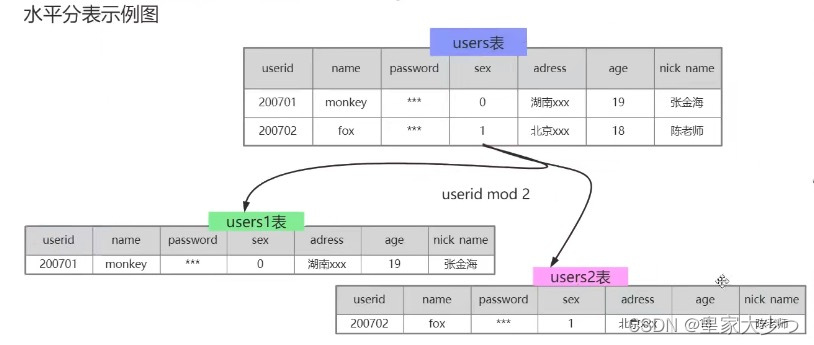 水平分表示例图
users表
userid name password sex adress age nick name
200701 monkey *** 0 湖南xxx 19 张金海
200702 fox *** 1 北京xxx 18 陈老师
userid mod 2
users1表
userid name password sex adress age nick name
200701 monkey *** 0 湖南xxx 19 张金海
users2表
userid name password sex adress age nick name
200702 fox *** 1 北京xxx 18 陈老师
CSDN @卑家大少つ